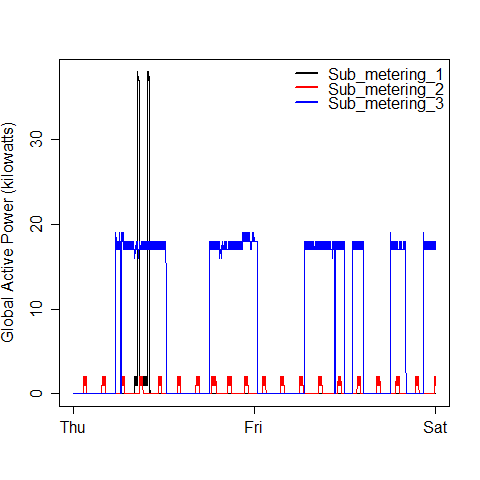 Sub_metering_1
Sub_metering_2
Sub_metering_3
Global Active Power (kilowatts)
30
20
10
0
Thu Fri Sat